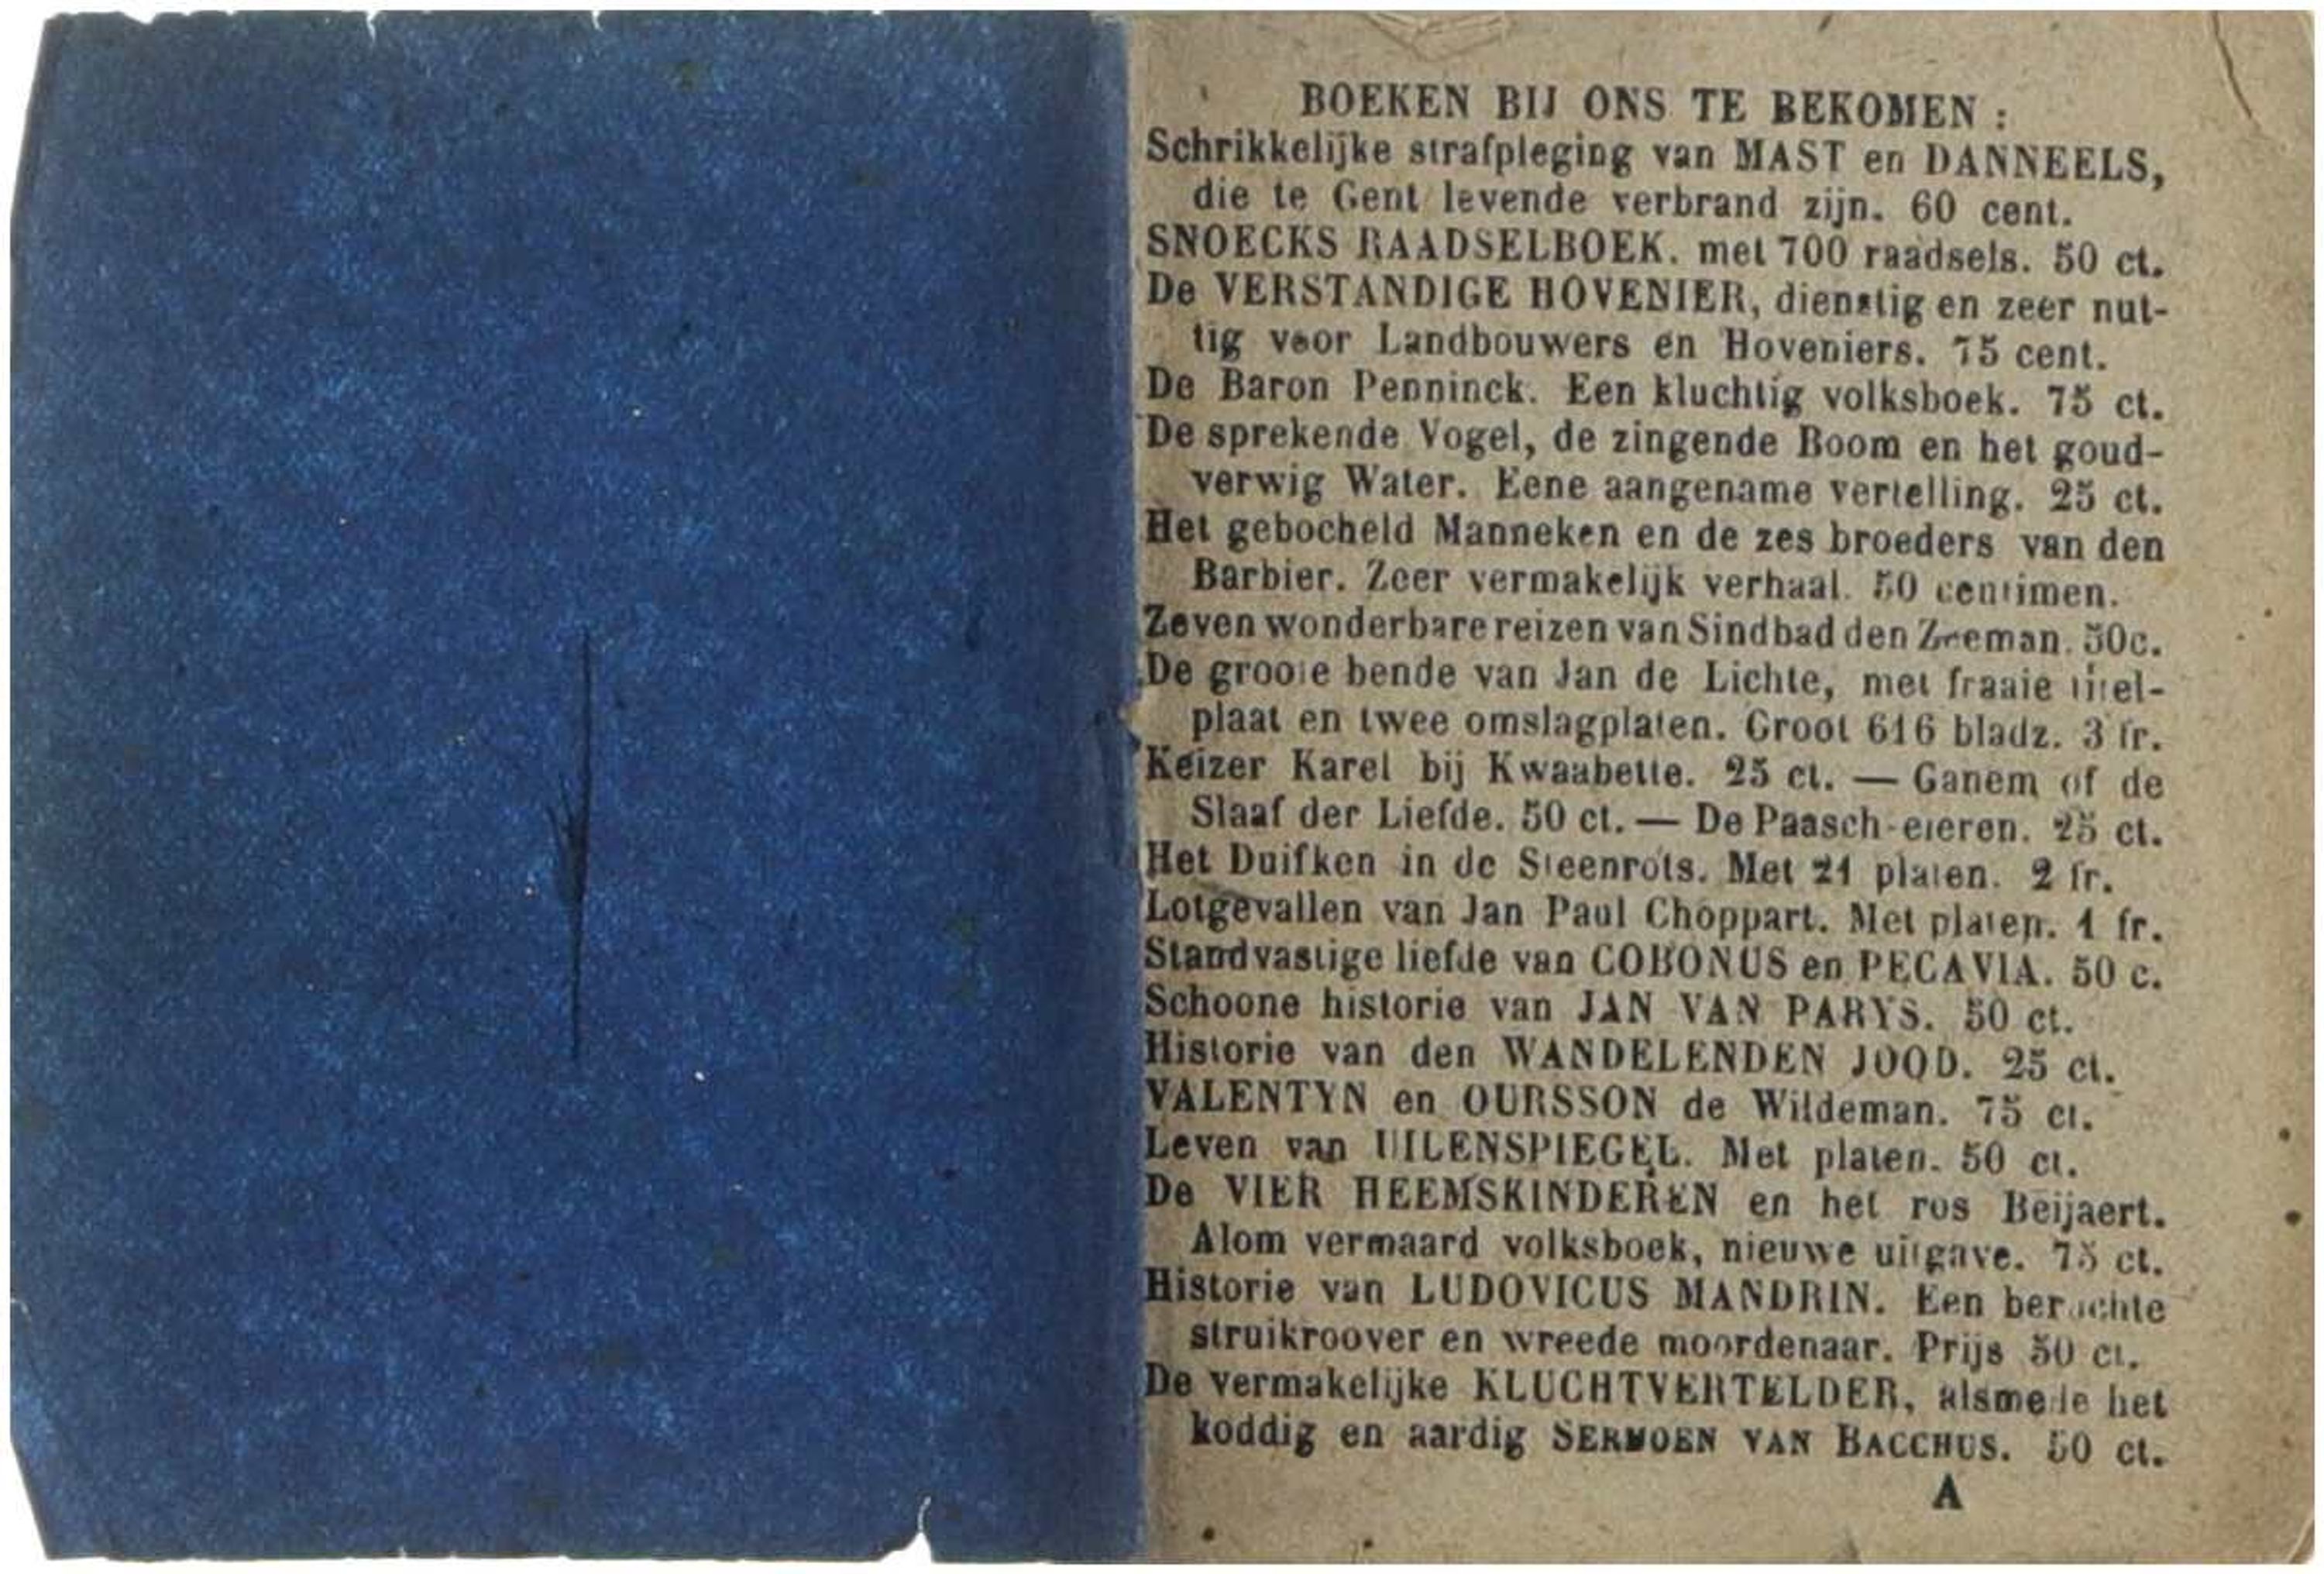 BOEKEN BIJ ONS TE BEKOMEN :
Schrikkelijke strafpleging van MAST en DANNEELS,
die te Gent levende verbrand zijn. 60 cent.
SNOECKS RAADSELBOEK. met 700 raadsels. 50 ct.
De VERSTANDIGE HOVENIER, dienstig en zeer nut-
tig voor Landbouwers en Hoveniers. 75 cent.
De Baron Penninck. Een kluchtig volksboek. 75 ct.
De sprekende Vogel, de zingende Boom en het goud-
verwig Water. Eene aangename vertelling. 25 ct.
Het gebocheld Manneken en de zes broeders van den
Barbier. Zeer vermakelijk verhaal. 50 centimen.
Zeven wonderbare reizen van Sindbad den Zeeman. 50c.
De groote bende van Jan de Lichte, met fraaie titel-
plaat en twee omslagplaten. Groot 616 bladz. 3 fr.
Keizer Karel bij Kwaabette. 25 ct. — Ganem of de
Slaaf der Liefde. 50 ct. — De Paasch-eieren. 25 ct.
Het Duifken in de Steenrots. Met 21 platen. 2 fr.
Lotgevallen van Jan Paul Choppart. Met platen. 1 fr.
Standvastige liefde van COBONUS en PECAVIA. 50 c.
Schoone historie van JAN VAN PARYS. 50 ct.
Historie van den WANDELENDEN JOOD. 25 ct.
VALENTYN en OURSSON de Wildeman. 75 ct.
Leven van UILENSPIEGEL. Met platen. 50 ct.
De VIER HEEMSKINDEREN en het ros Beijaert.
Alom vermaard volksboek, nieuwe uitgave. 75 ct.
Historie van LUDOVICUS MANDRIN. Een beruchte
struikroover en wreede moordenaar. Prijs 50 ct.
De vermakelijke KLUCHTVERTELDER, alsmede het
koddig en aardig SERMOEN VAN BACCHUS. 50 ct.
A